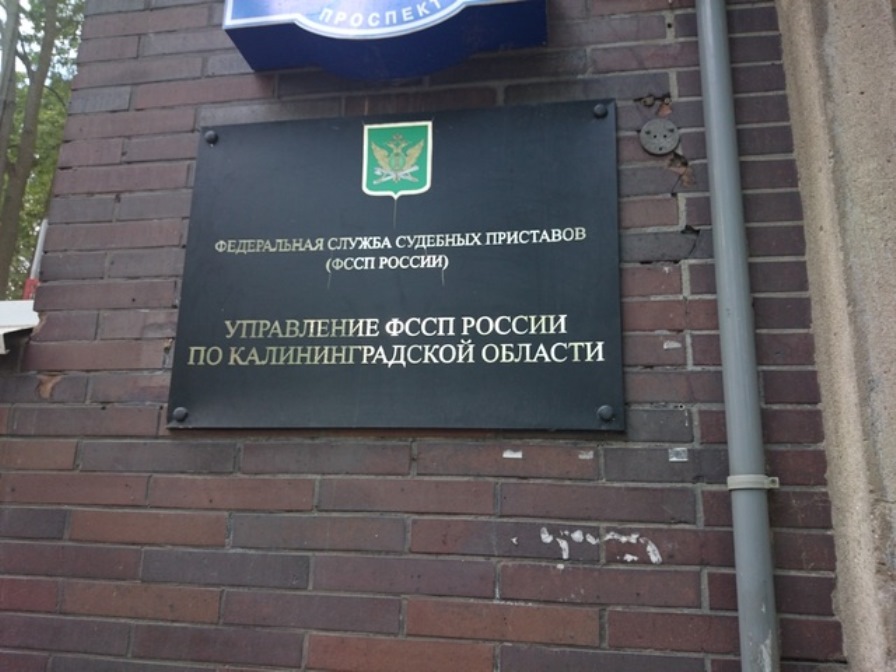 ПРОСПЕКТ
ФЕДЕРАЛЬНАЯ СЛУЖБА СУДЕБНЫХ ПРИСТАВОВ
(ФССП РОССИИ)
УПРАВЛЕНИЕ ФССП РОССИИ
ПО КАЛИНИНГРАДСКОЙ ОБЛАСТИ